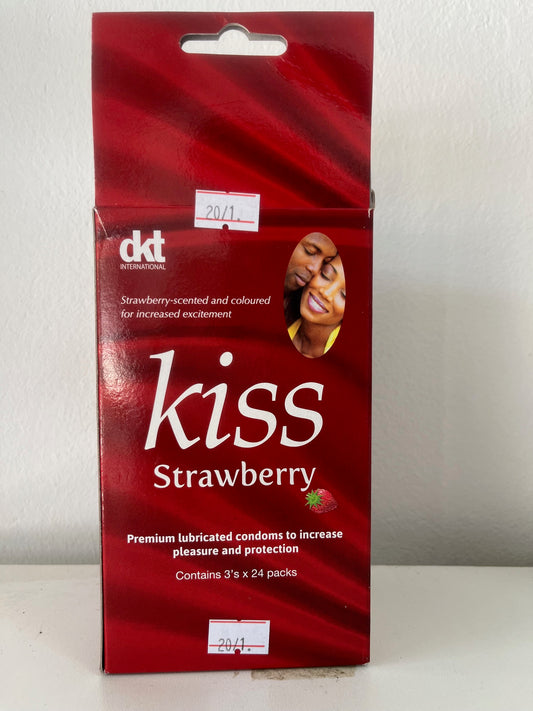 20/1.
dkt
INTERNATIONAL
Strawberry-scented and coloured
for increased excitement
kiss
Strawberry
Premium lubricated condoms to increase
pleasure and protection
Contains 3's x 24 packs
20/1.